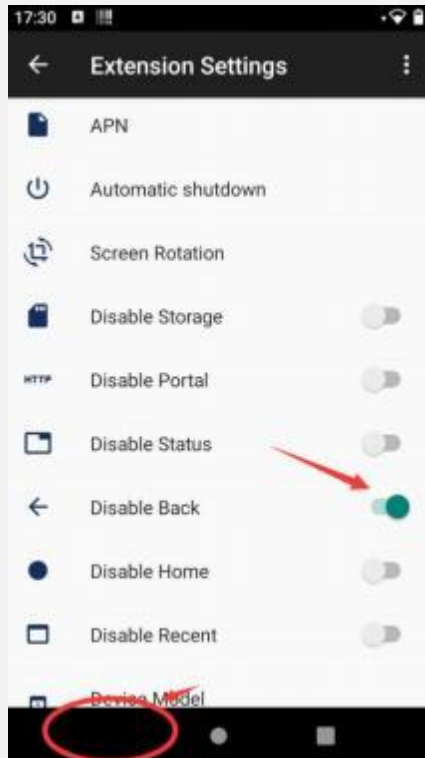 17:30
Extension Settings
APN
Automatic shutdown
Screen Rotation
Disable Storage
HTTP Disable Portal
Disable Status
Disable Back
Disable Home
Disable Recent
Device Model